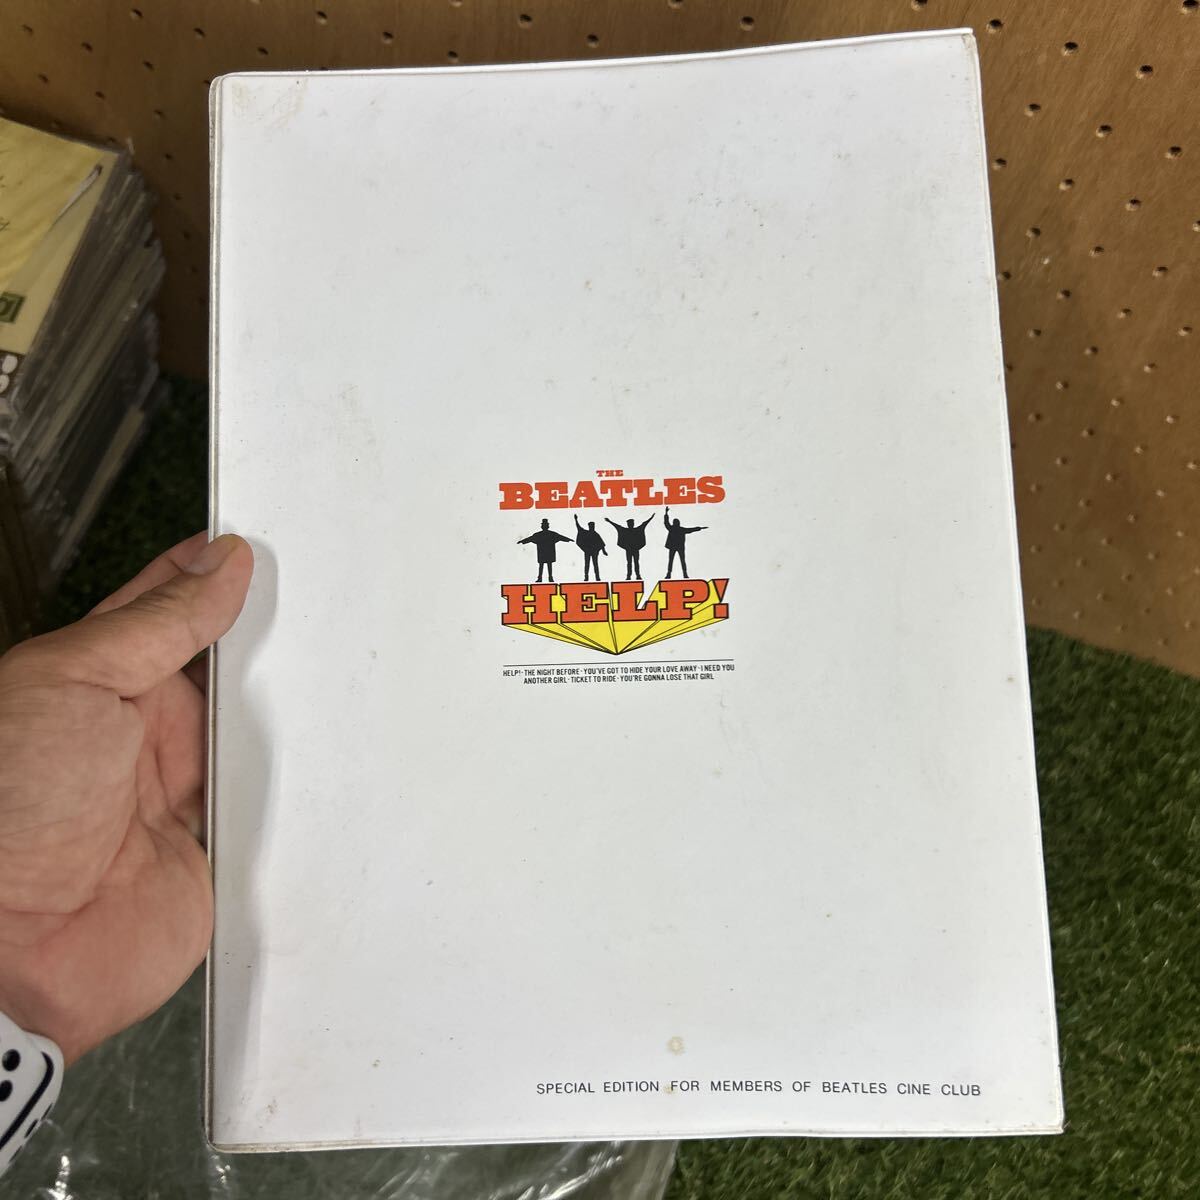 THE
BEATLES
HELP!
HELP! · THE NIGHT BEFORE · YOU'VE GOT TO HIDE YOUR LOVE AWAY · I NEED YOU
ANOTHER GIRL · TICKET TO RIDE · YOU'RE GONNA LOSE THAT GIRL
SPECIAL EDITION FOR MEMBERS OF BEATLES CINE CLUB